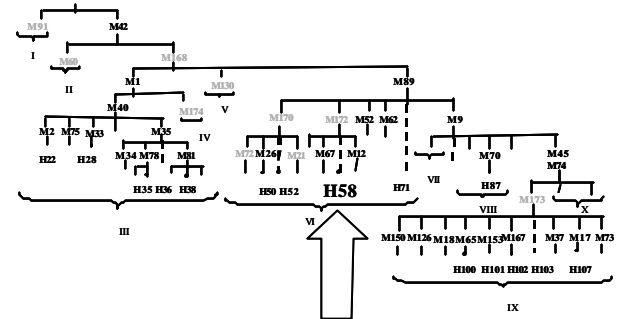 M91 M42
I M60 M168
II M1 M130 M89
M40 M174 V
M2 M75 M33 M35 IV M170 M172 M52 M62 M9
H22 H28 M34 M78 M81 M72 M267 M21 M67 M12 VII M70 M45
M74
H35 H36 H38 H50 H52 H58 H71 H87 M173
III VI VIII X
M150 M126 M18 M65 M153 M167 M37 M17 M73
H100 H101 H102 H103 H107
IX